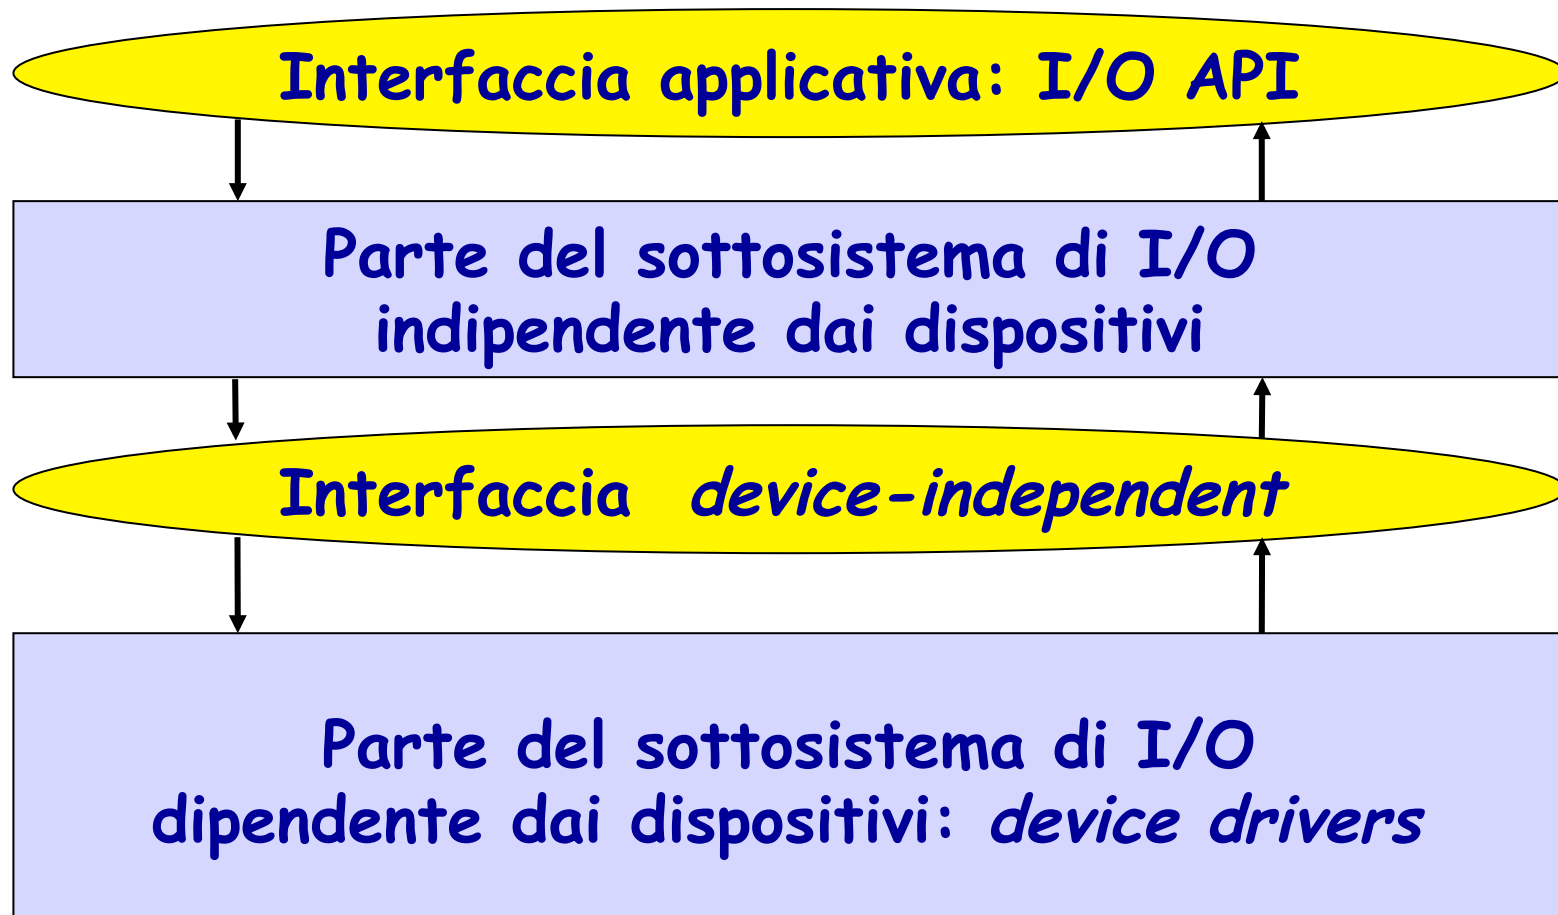 Interfaccia applicativa: I/O API
Parte del sottosistema di I/O
indipendente dai dispositivi
Interfaccia device-independent
Parte del sottosistema di I/O
dipendente dai dispositivi: device drivers